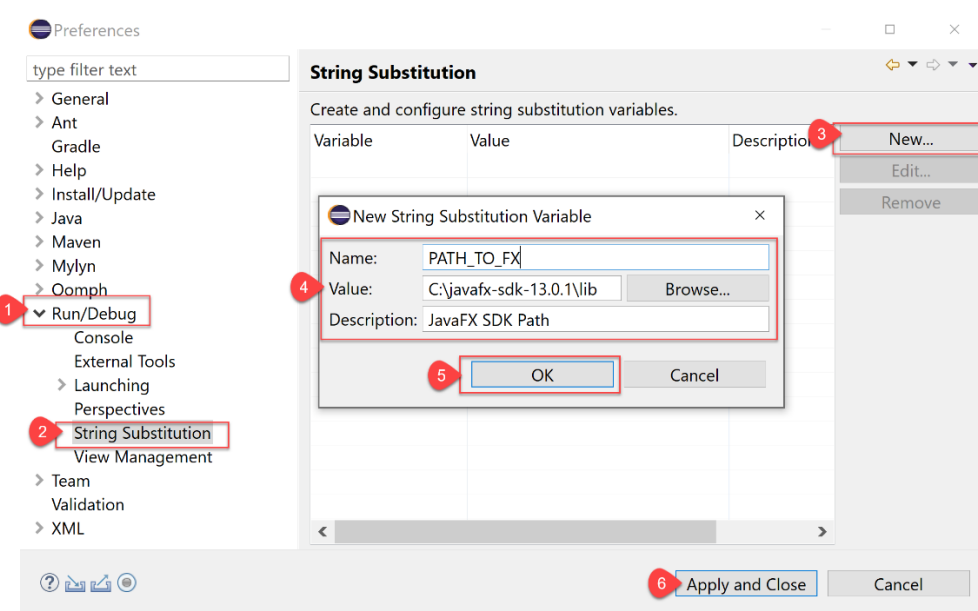 Preferences
type filter text
General
Ant
Gradle
Help
Install/Update
Java
Maven
Mylyn
Oomph
1
Run/Debug
Console
External Tools
Launching
Perspectives
2
String Substitution
View Management
Team
Validation
XML
String Substitution
Create and configure string substitution variables.
Variable Value Description
3
New...
Edit...
Remove
New String Substitution Variable
4
Name: PATH_TO_FX
Value: C:\javafx-sdk-13.0.1\lib Browse...
Description: JavaFX SDK Path
5
OK Cancel
6
Apply and Close Cancel